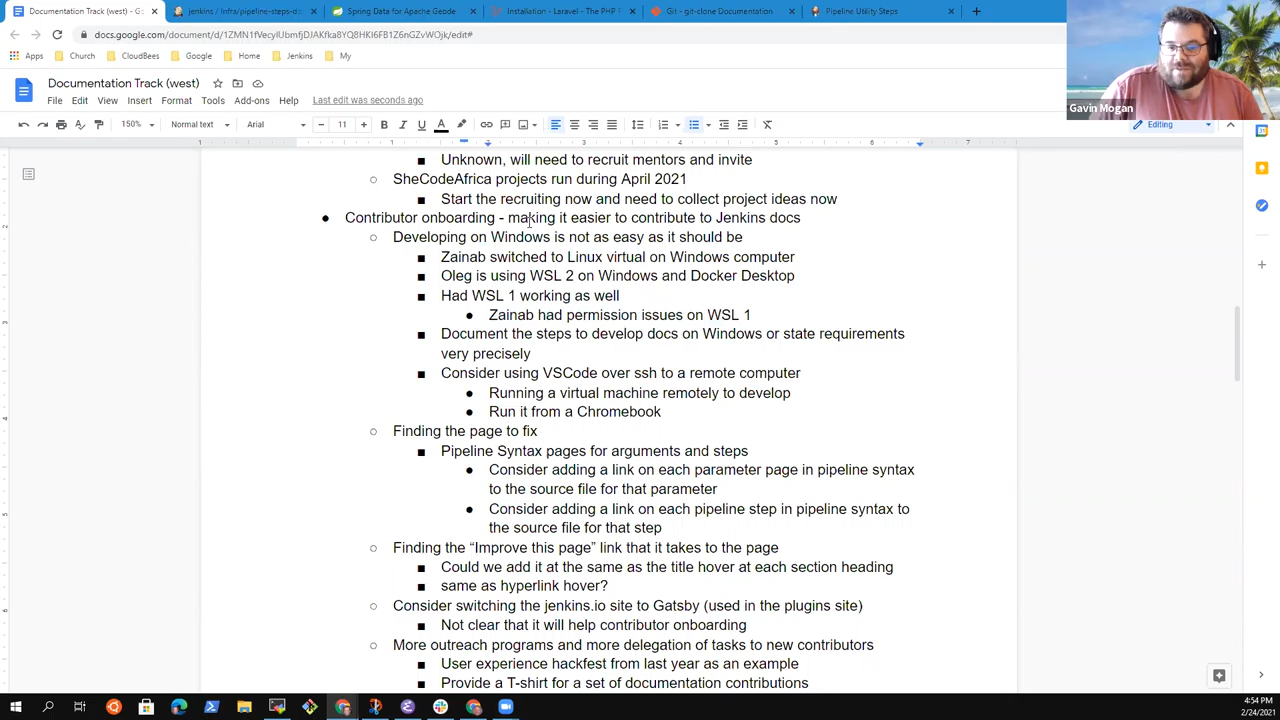 Documentation Track (west) - Go
jenkins / Infra/pipeline-steps-do
Spring Data for Apache Geode
Installation - Laravel - The PHP F
Git - git-clone Documentation
Pipeline Utility Steps
docs.google.com/document/d/1ZMN1fVecyiUbmfjDJAKfka8YQ8HKI6FB1Z6nGZvWOjk/edit#
Apps
Church
CloudBees
Google
Home
Jenkins
My
Documentation Track (west)
File Edit View Insert Format Tools Add-ons Help Last edit was seconds ago
150% Normal text Arial 11
Editing
Gavin Mogan
Unknown, will need to recruit mentors and invite
SheCodeAfrica projects run during April 2021
Start the recruiting now and need to collect project ideas now
Contributor onboarding - making it easier to contribute to Jenkins docs
Developing on Windows is not as easy as it should be
Zainab switched to Linux virtual on Windows computer
Oleg is using WSL 2 on Windows and Docker Desktop
Had WSL 1 working as well
Zainab had permission issues on WSL 1
Document the steps to develop docs on Windows or state requirements
very precisely
Consider using VSCode over ssh to a remote computer
Running a virtual machine remotely to develop
Run it from a Chromebook
Finding the page to fix
Pipeline Syntax pages for arguments and steps
Consider adding a link on each parameter page in pipeline syntax
to the source file for that parameter
Consider adding a link on each pipeline step in pipeline syntax to
the source file for that step
Finding the “Improve this page” link that it takes to the page
Could we add it at the same as the title hover at each section heading
same as hyperlink hover?
Consider switching the jenkins.io site to Gatsby (used in the plugins site)
Not clear that it will help contributor onboarding
More outreach programs and more delegation of tasks to new contributors
User experience hackfest from last year as an example
Provide a T-shirt for a set of documentation contributions
4:54 PM
2/24/2021